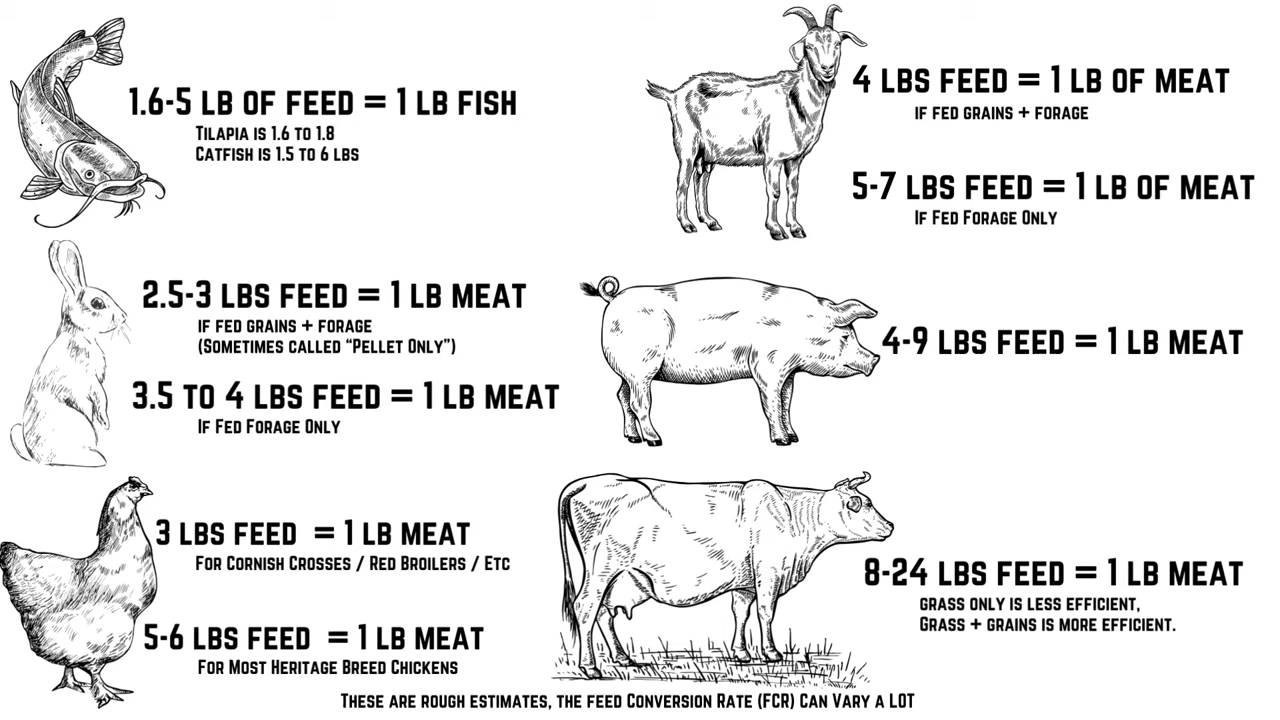 1.6-5 LB OF FEED = 1 LB FISH
TILAPIA IS 1.6 TO 1.8
CATFISH IS 1.5 TO 6 LBS
2.5-3 LBS FEED = 1 LB MEAT
IF FED GRAINS + FORAGE
(SOMETIMES CALLED "PELLET ONLY")
3.5 TO 4 LBS FEED = 1 LB MEAT
IF FED FORAGE ONLY
3 LBS FEED = 1 LB MEAT
FOR CORNISH CROSSES / RED BROILERS / ETC
5-6 LBS FEED = 1 LB MEAT
FOR MOST HERITAGE BREED CHICKENS
4 LBS FEED = 1 LB OF MEAT
IF FED GRAINS + FORAGE
5-7 LBS FEED = 1 LB OF MEAT
IF FED FORAGE ONLY
4-9 LBS FEED = 1 LB MEAT
8-24 LBS FEED = 1 LB MEAT
GRASS ONLY IS LESS EFFICIENT,
GRASS + GRAINS IS MORE EFFICIENT.
THESE ARE ROUGH ESTIMATES, THE FEED CONVERSION RATE (FCR) CAN VARY A LOT